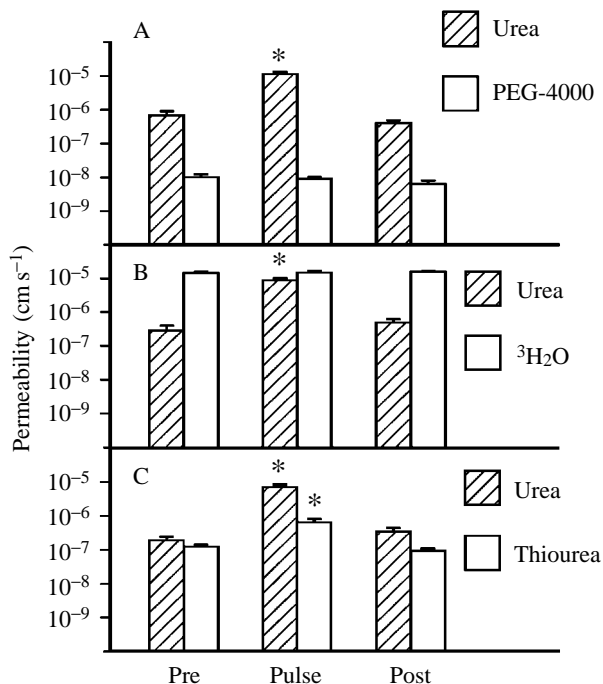 A
Urea
PEG-4000
*
10⁻⁵
10⁻⁶
10⁻⁷
10⁻⁸
10⁻⁹
B
Urea
³H₂O
*
10⁻⁵
10⁻⁶
10⁻⁷
10⁻⁸
10⁻⁹
Permeability (cm s⁻¹)
C
Urea
Thiourea
*
*
10⁻⁵
10⁻⁶
10⁻⁷
10⁻⁸
10⁻⁹
Pre Pulse Post